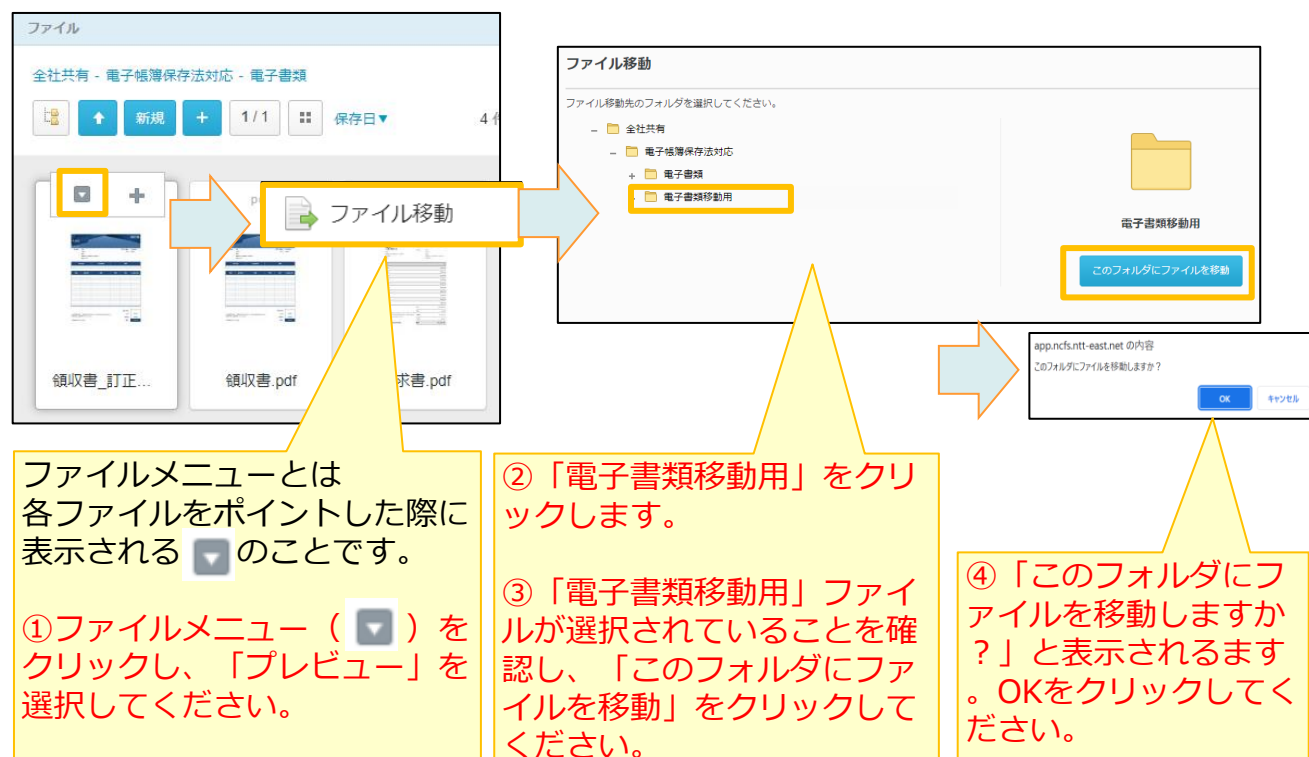 ファイル
全社共有 - 電子帳簿保存法対応 - 電子書類
新規
1 / 1
保存日▼
4
ファイル移動
領収書_訂正...
領収書.pdf
求書.pdf
ファイル移動
ファイル移動先のフォルダを選択してください。
全社共有
電子帳簿保存法対応
電子書類
電子書類移動用
電子書類移動用
このフォルダにファイルを移動
app.ncfs.ntt-east.net の内容
このフォルダにファイルを移動しますか？
OK
キャンセル
ファイルメニューとは
各ファイルをポイントした際に
表示される のことです。
①ファイルメニュー（ ）を
クリックし、「プレビュー」を
選択してください。
②「電子書類移動用」をクリ
ックします。
③「電子書類移動用」ファイ
ルが選択されていることを確
認し、「このフォルダにファ
イルを移動」をクリックして
ください。
④「このフォルダにフ
ァイルを移動しますか
？」と表示されるます
。OKをクリックしてく
ださい。